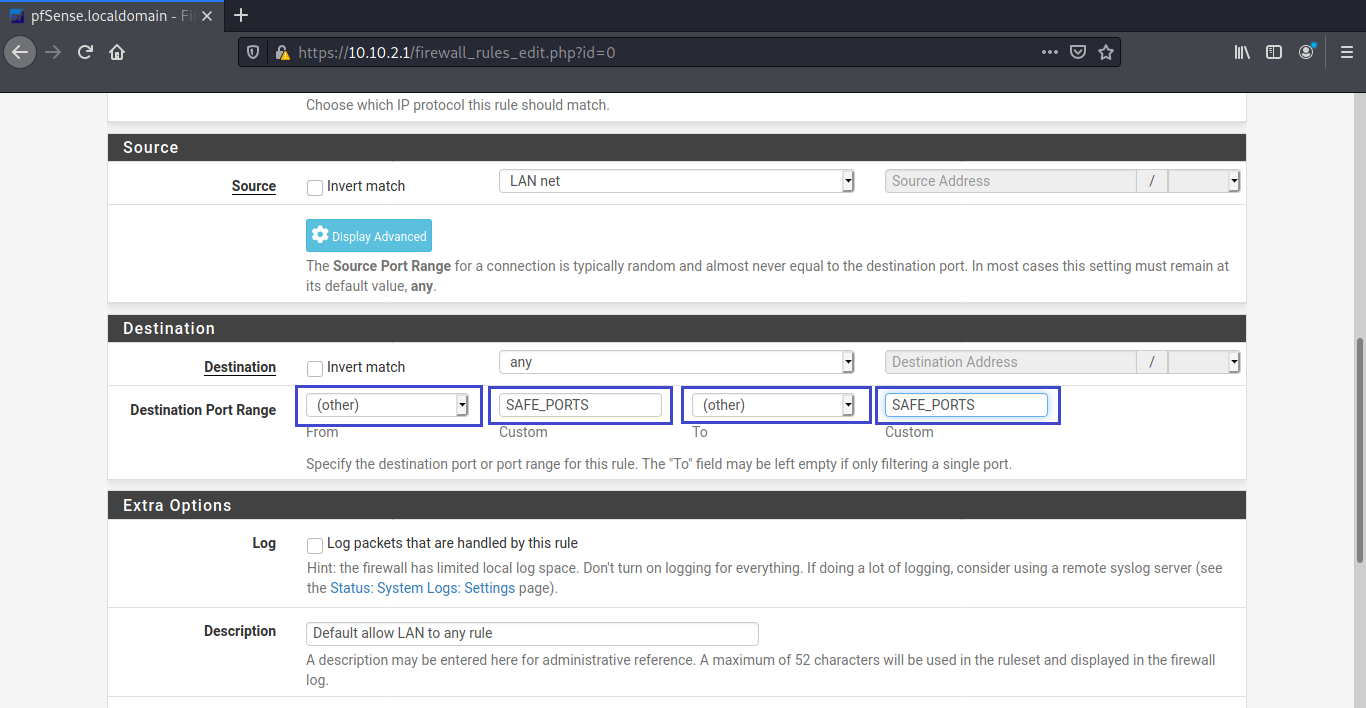 pfSense.localdomain - Fi
https://10.10.2.1/firewall_rules_edit.php?id=0
Choose which IP protocol this rule should match.
Source
Source Invert match LAN net Source Address /
Display Advanced
The Source Port Range for a connection is typically random and almost never equal to the destination port. In most cases this setting must remain at
its default value, any.
Destination
Destination Invert match any Destination Address /
Destination Port Range (other) SAFE_PORTS (other) SAFE_PORTS
From Custom To Custom
Specify the destination port or port range for this rule. The "To" field may be left empty if only filtering a single port.
Extra Options
Log Log packets that are handled by this rule
Hint: the firewall has limited local log space. Don't turn on logging for everything. If doing a lot of logging, consider using a remote syslog server (see
the Status: System Logs: Settings page).
Description Default allow LAN to any rule
A description may be entered here for administrative reference. A maximum of 52 characters will be used in the ruleset and displayed in the firewall
log.